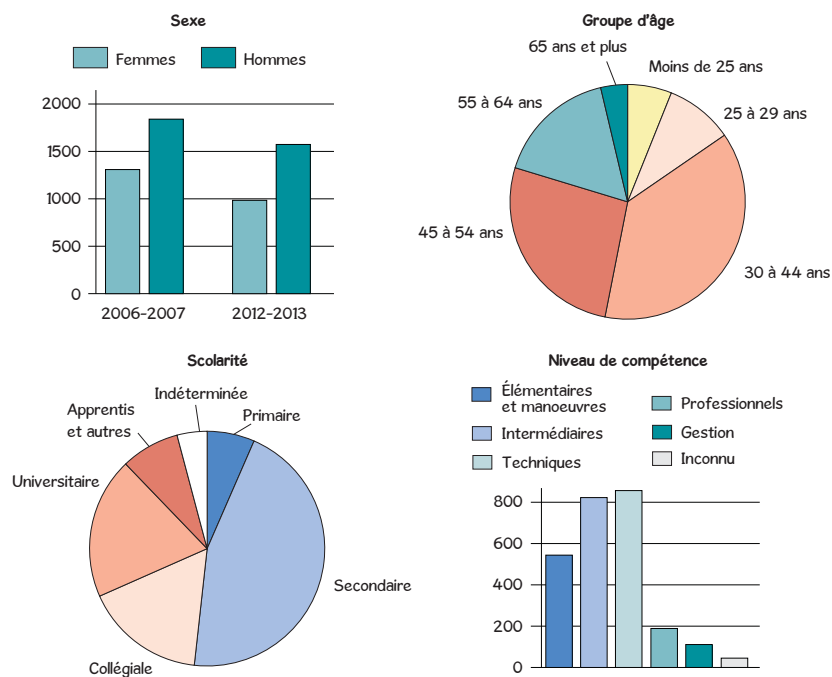 Sexe
Femmes
Hommes
2000
1500
1000
500
0
2006-2007
2012-2013
Groupe d'âge
65 ans et plus
Moins de 25 ans
55 à 64 ans
25 à 29 ans
45 à 54 ans
30 à 44 ans
Scolarité
Indéterminée
Apprentis
et autres
Primaire
Universitaire
Secondaire
Collégiale
Niveau de compétence
Élémentaires
et manoeuvres
Intermédiaires
Techniques
Professionnels
Gestion
Inconnu
800
600
400
200
0